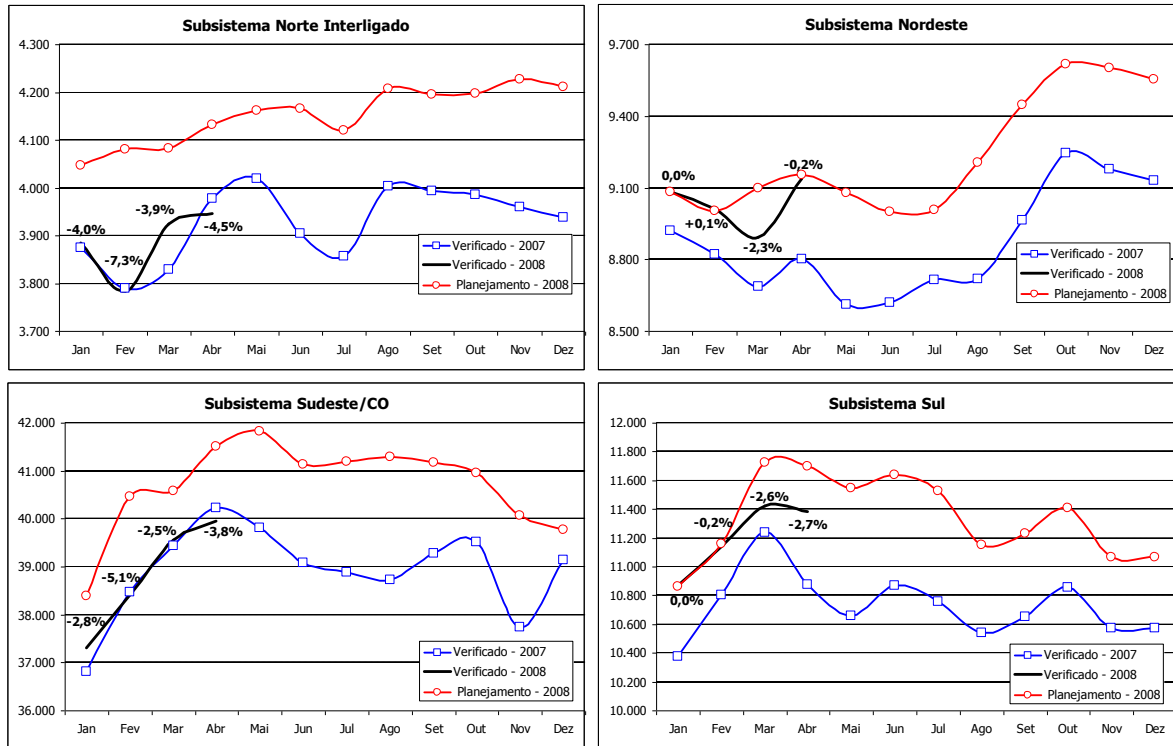 Subsistema Norte Interligado
4.300
4.200
4.100
4.000
3.900
3.800
3.700
-4,0%
-7,3%
-3,9%
-4,5%
Verificado - 2007
Verificado - 2008
Planejamento - 2008
Jan Fev Mar Abr Mai Jun Jul Ago Set Out Nov Dez
Subsistema Nordeste
9.700
9.400
9.100
8.800
8.500
0,0%
+0,1%
-2,3%
-0,2%
Verificado - 2007
Verificado - 2008
Planejamento - 2008
Jan Fev Mar Abr Mai Jun Jul Ago Set Out Nov Dez
Subsistema Sudeste/CO
42.000
41.000
40.000
39.000
38.000
37.000
36.000
-2,8%
-5,1%
-2,5%
-3,8%
Verificado - 2007
Verificado - 2008
Planejamento - 2008
Jan Fev Mar Abr Mai Jun Jul Ago Set Out Nov Dez
Subsistema Sul
12.000
11.800
11.600
11.400
11.200
11.000
10.800
10.600
10.400
10.200
10.000
0,0%
-0,2%
-2,6%
-2,7%
Verificado - 2007
Verificado - 2008
Planejamento - 2008
Jan Fev Mar Abr Mai Jun Jul Ago Set Out Nov Dez